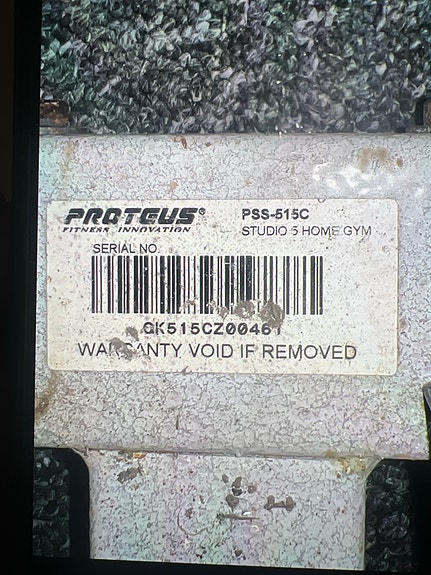 PROTEUS®
FITNESS INNOVATION
PSS-515C
STUDIO 5 HOME GYM
SERIAL NO.
GK515CZ00461
WARRANTY VOID IF REMOVED